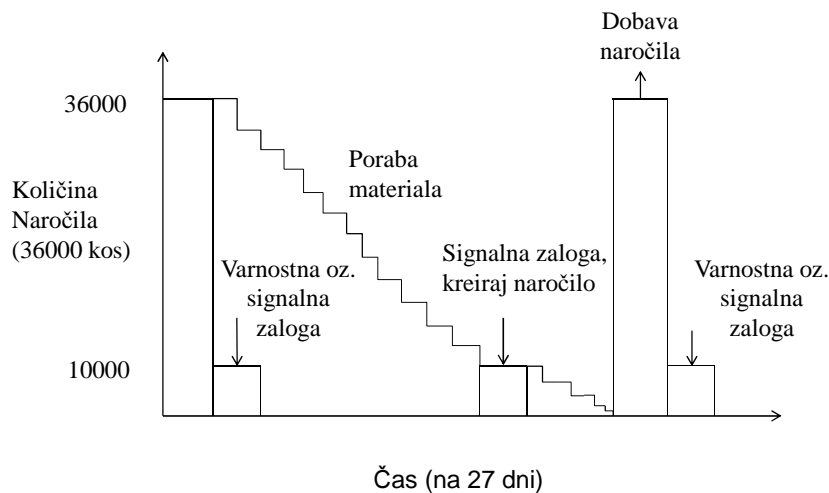 Dobava
naročila
36000
Poraba
materiala
Količina
Naročila
(36000 kos)
Signalna zaloga,
kreiraj naročilo
Varnostna oz.
signalna
zaloga
Varnostna oz.
signalna
zaloga
10000
Čas (na 27 dni)